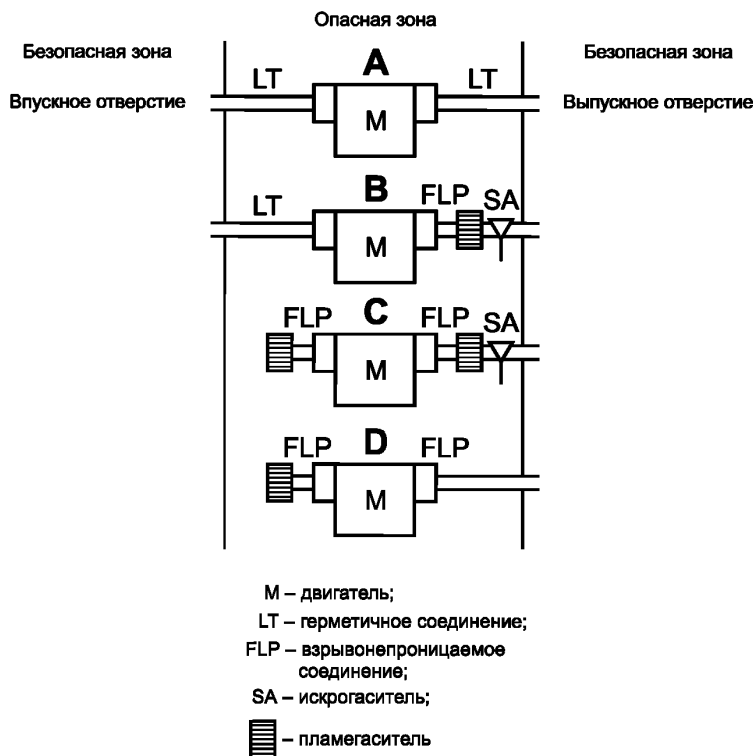 Опасная зона
Безопасная зона
Безопасная зона
A
LT
LT
Впускное отверстие
Выпускное отверстие
M
B
FLP
SA
LT
M
C
FLP
FLP
SA
M
D
FLP
FLP
M
M – двигатель;
LT – герметичное соединение;
FLP – взрывонепроницаемое
соединение;
SA – искрогаситель;
– пламегаситель